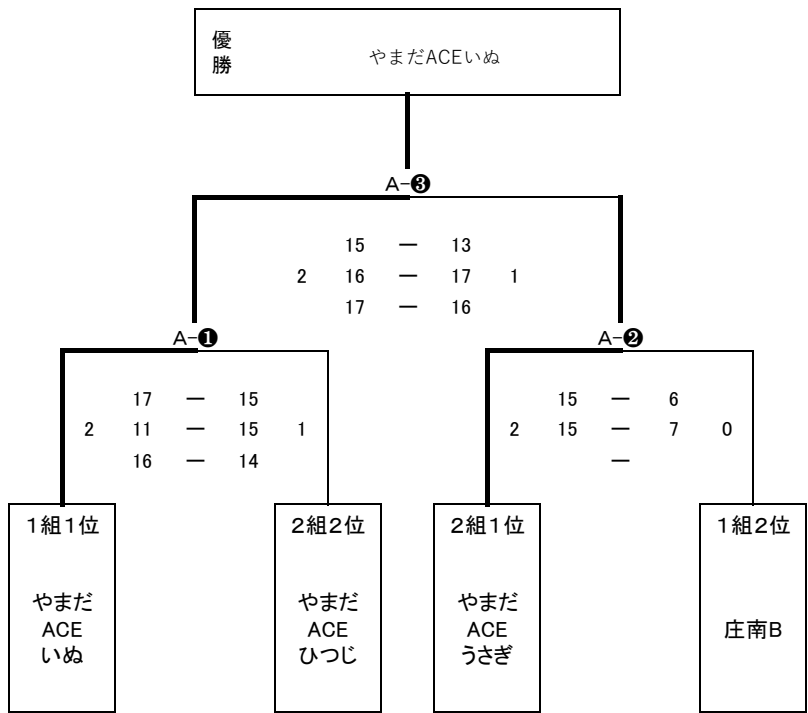 優勝
やまだACEいぬ
A-❸
15 ー 13
2 16 ー 17 1
17 ー 16
A-❶
A-❷
17 ー 15
2 11 ー 15 1
16 ー 14
15 ー 6
2 15 ー 7 0
ー
1組1位
やまだ
ACE
いぬ
2組2位
やまだ
ACE
ひつじ
2組1位
やまだ
ACE
うさぎ
1組2位
庄南B